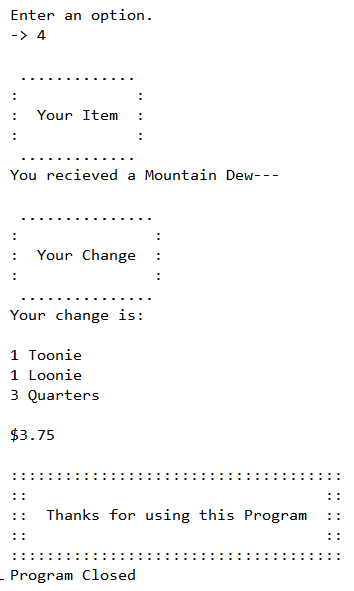 Enter an option.
-> 4
.............
:             :
:  Your Item  :
:             :
.............
You recieved a Mountain Dew---
...............
:               :
:  Your Change  :
:               :
...............
Your change is:
1 Toonie
1 Loonie
3 Quarters
$3.75
:::::::::::::::::::::::::::::::::::::
::                                 ::
::  Thanks for using this Program  ::
::                                 ::
:::::::::::::::::::::::::::::::::::::
Program Closed